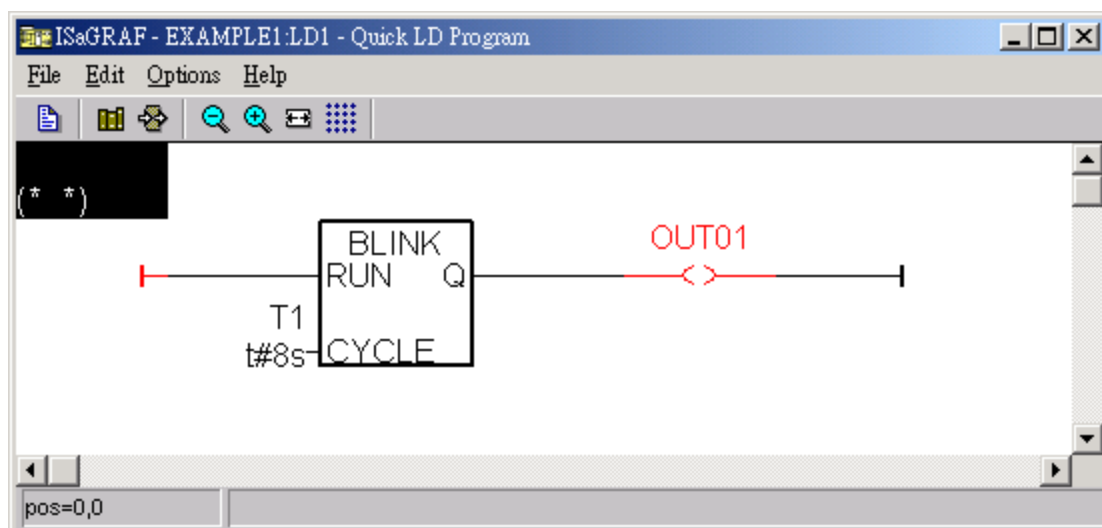 ISaGRAF - EXAMPLE1:LD1 - Quick LD Program
File Edit Options Help
(* *)
BLINK
OUT01
RUN Q
T1
t#8s CYCLE
pos=0,0